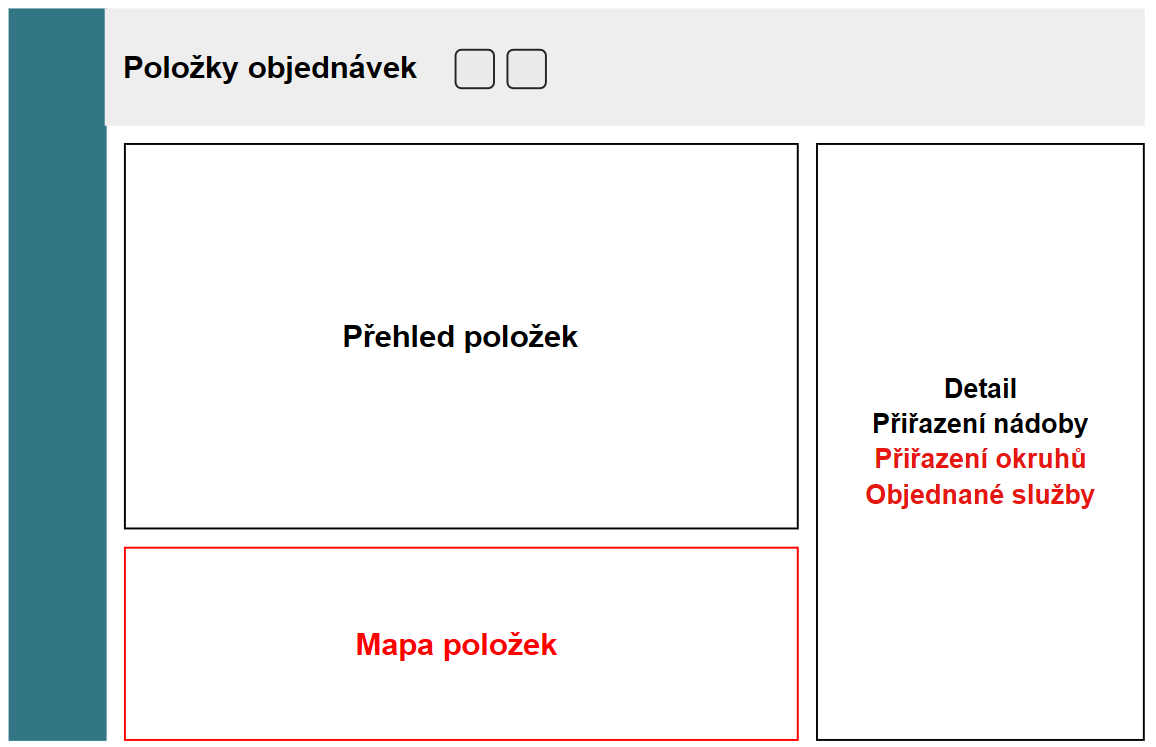 Položky objednávek
Přehled položek
Detail
Přiřazení nádoby
Přiřazení okruhů
Objednané služby
Mapa položek